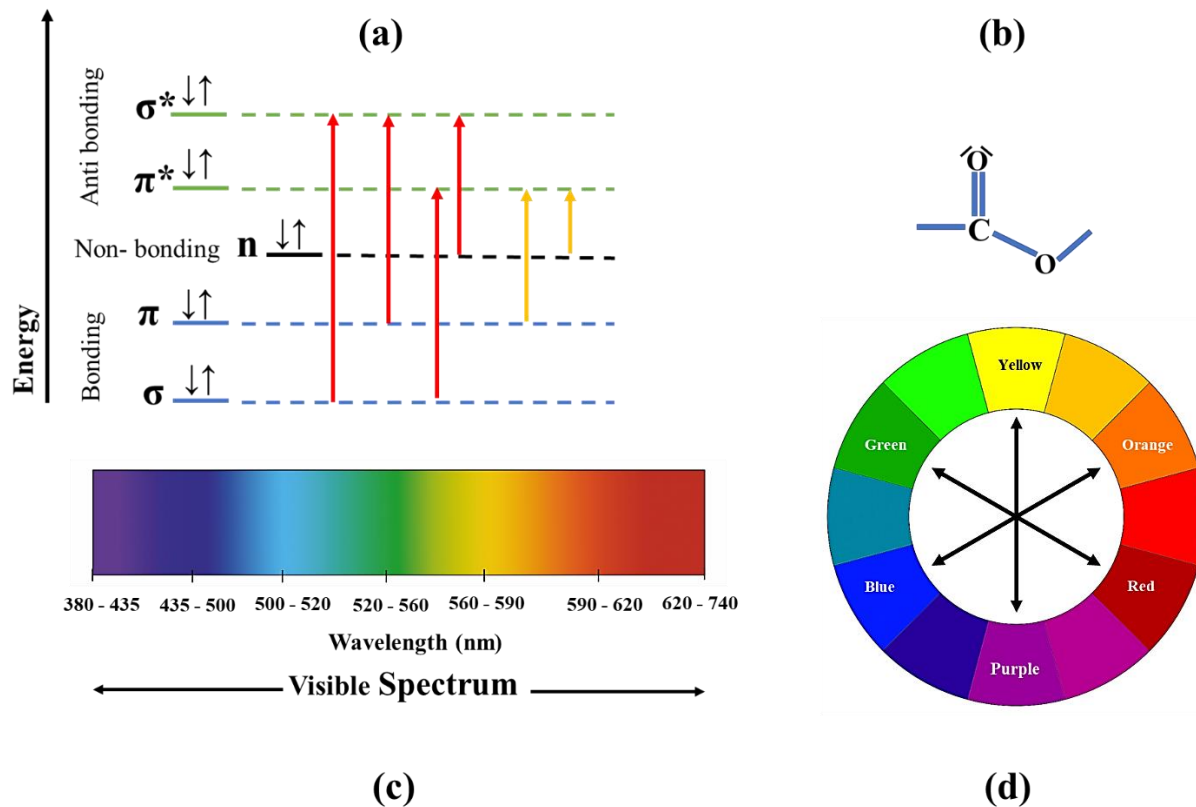 (a)
Energy
Anti bonding
σ* ↓↑
π* ↓↑
Non- bonding n ↓↑
Bonding
π ↓↑
σ ↓↑
(b)
O
C
O
380 - 435 435 - 500 500 - 520 520 - 560 560 - 590 590 - 620 620 - 740
Wavelength (nm)
Visible Spectrum
(c)
Yellow
Green
Orange
Blue
Red
Purple
(d)